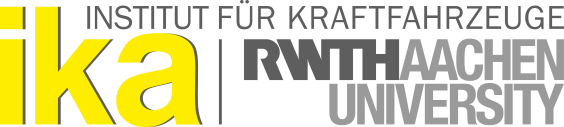 INSTITUT FÜR KRAFTFAHRZEUGE
ika
RWTHAACHEN
UNIVERSITY